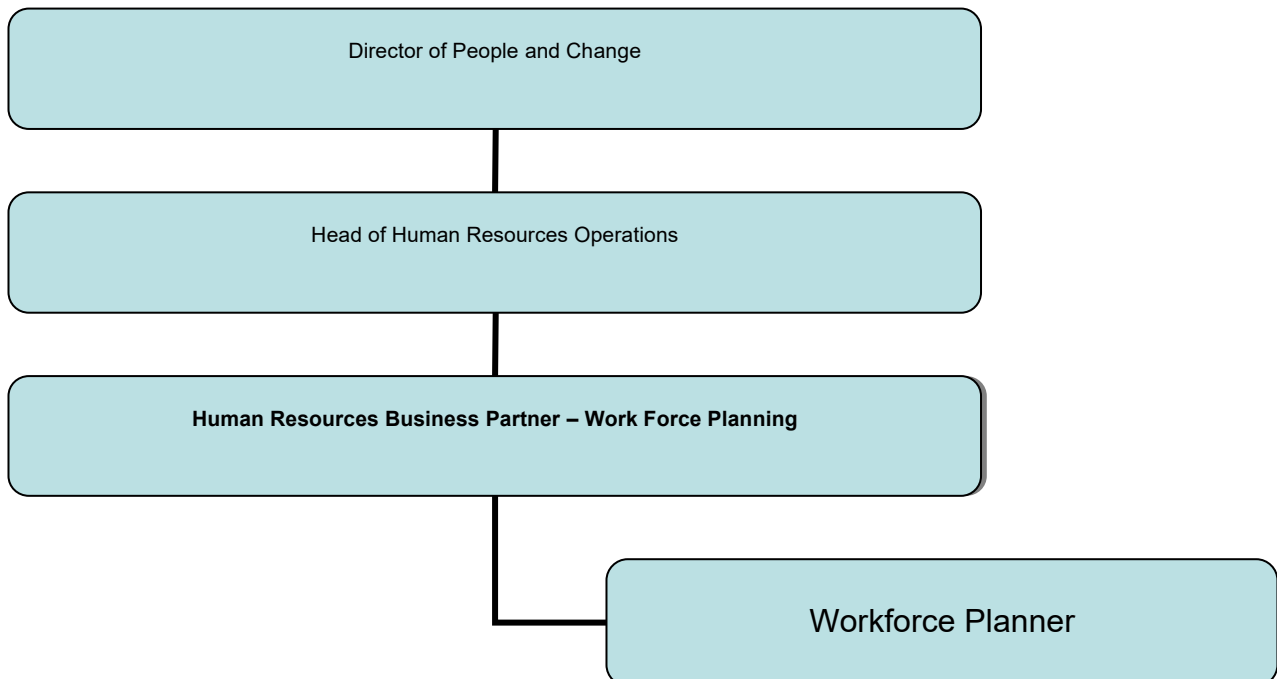 Director of People and Change
Head of Human Resources Operations
Human Resources Business Partner – Work Force Planning
Workforce Planner